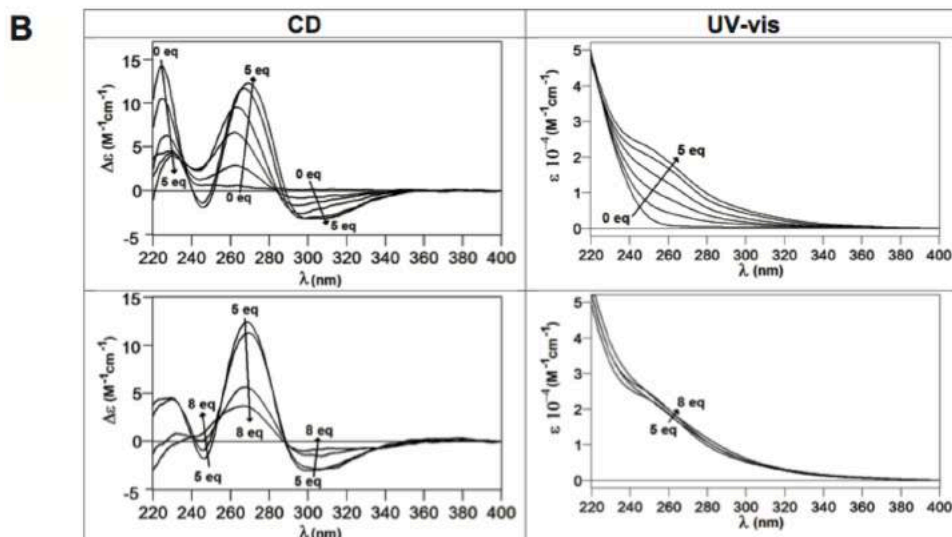 B
CD
UV-vis
15
10
5
0
-5
Δε (M⁻¹cm⁻¹)
0 eq
5 eq
5 eq
0 eq
0 eq
5 eq
220 240 260 280 300 320 340 360 380 400
λ (nm)
5
4
3
2
1
0
ε 10⁻⁴ (M⁻¹cm⁻¹)
5 eq
0 eq
220 240 260 280 300 320 340 360 380 400
λ (nm)
15
10
5
0
-5
Δε (M⁻¹cm⁻¹)
5 eq
8 eq
8 eq
8 eq
5 eq
5 eq
220 240 260 280 300 320 340 360 380 400
λ (nm)
5
4
3
2
1
0
ε 10⁻⁴ (M⁻¹cm⁻¹)
8 eq
5 eq
220 240 260 280 300 320 340 360 380 400
λ (nm)